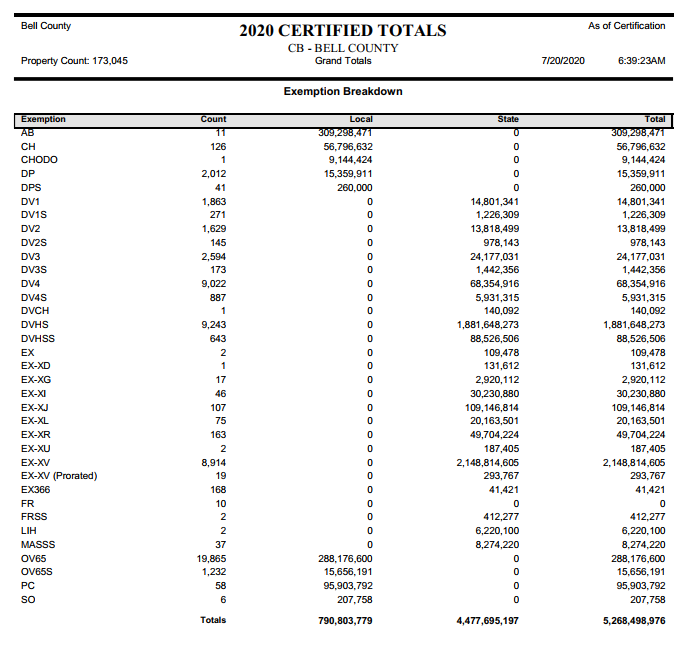 Bell County
2020 CERTIFIED TOTALS
As of Certification
CB - BELL COUNTY
Property Count: 173,045 Grand Totals 7/20/2020 6:39:23AM
Exemption Breakdown
Exemption Count Local State Total
AB 11 309,298,471 0 309,298,471
CH 126 56,796,632 0 56,796,632
CHODO 1 9,144,424 0 9,144,424
DP 2,012 15,359,911 0 15,359,911
DPS 41 260,000 0 260,000
DV1 1,863 0 14,801,341 14,801,341
DV1S 271 0 1,226,309 1,226,309
DV2 1,629 0 13,818,499 13,818,499
DV2S 145 0 978,143 978,143
DV3 2,594 0 24,177,031 24,177,031
DV3S 173 0 1,442,356 1,442,356
DV4 9,022 0 68,354,916 68,354,916
DV4S 887 0 5,931,315 5,931,315
DVCH 1 0 140,092 140,092
DVHS 9,243 0 1,881,648,273 1,881,648,273
DVHSS 643 0 88,526,506 88,526,506
EX 2 0 109,478 109,478
EX-XD 1 0 131,612 131,612
EX-XG 17 0 2,920,112 2,920,112
EX-XI 46 0 30,230,880 30,230,880
EX-XJ 107 0 109,146,814 109,146,814
EX-XL 75 0 20,163,501 20,163,501
EX-XR 163 0 49,704,224 49,704,224
EX-XU 2 0 187,405 187,405
EX-XV 8,914 0 2,148,814,605 2,148,814,605
EX-XV (Prorated) 19 0 293,767 293,767
EX366 168 0 41,421 41,421
FR 10 0 0 0
FRSS 2 0 412,277 412,277
LIH 2 0 6,220,100 6,220,100
MASSS 37 0 8,274,220 8,274,220
OV65 19,865 288,176,600 0 288,176,600
OV65S 1,232 15,656,191 0 15,656,191
PC 58 95,903,792 0 95,903,792
SO 6 207,758 0 207,758
Totals 790,803,779 4,477,695,197 5,268,498,976